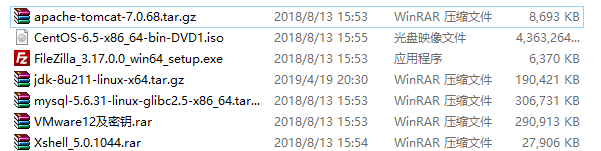 apache-tomcat-7.0.68.tar.gz 2018/8/13 15:53 WinRAR 压缩文件 8,693 KB
CentOS-6.5-x86_64-bin-DVD1.iso 2018/8/13 15:55 光盘映像文件 4,363,264...
FileZilla_3.17.0.0_win64_setup.exe 2018/8/13 15:53 应用程序 6,370 KB
jdk-8u211-linux-x64.tar.gz 2019/4/19 20:30 WinRAR 压缩文件 190,421 KB
mysql-5.6.31-linux-glibc2.5-x86_64.tar... 2018/8/13 15:53 WinRAR 压缩文件 306,731 KB
VMware12及密钥.rar 2018/8/13 15:54 WinRAR 压缩文件 290,913 KB
Xshell_5.0.1044.rar 2018/8/13 15:54 WinRAR 压缩文件 27,906 KB